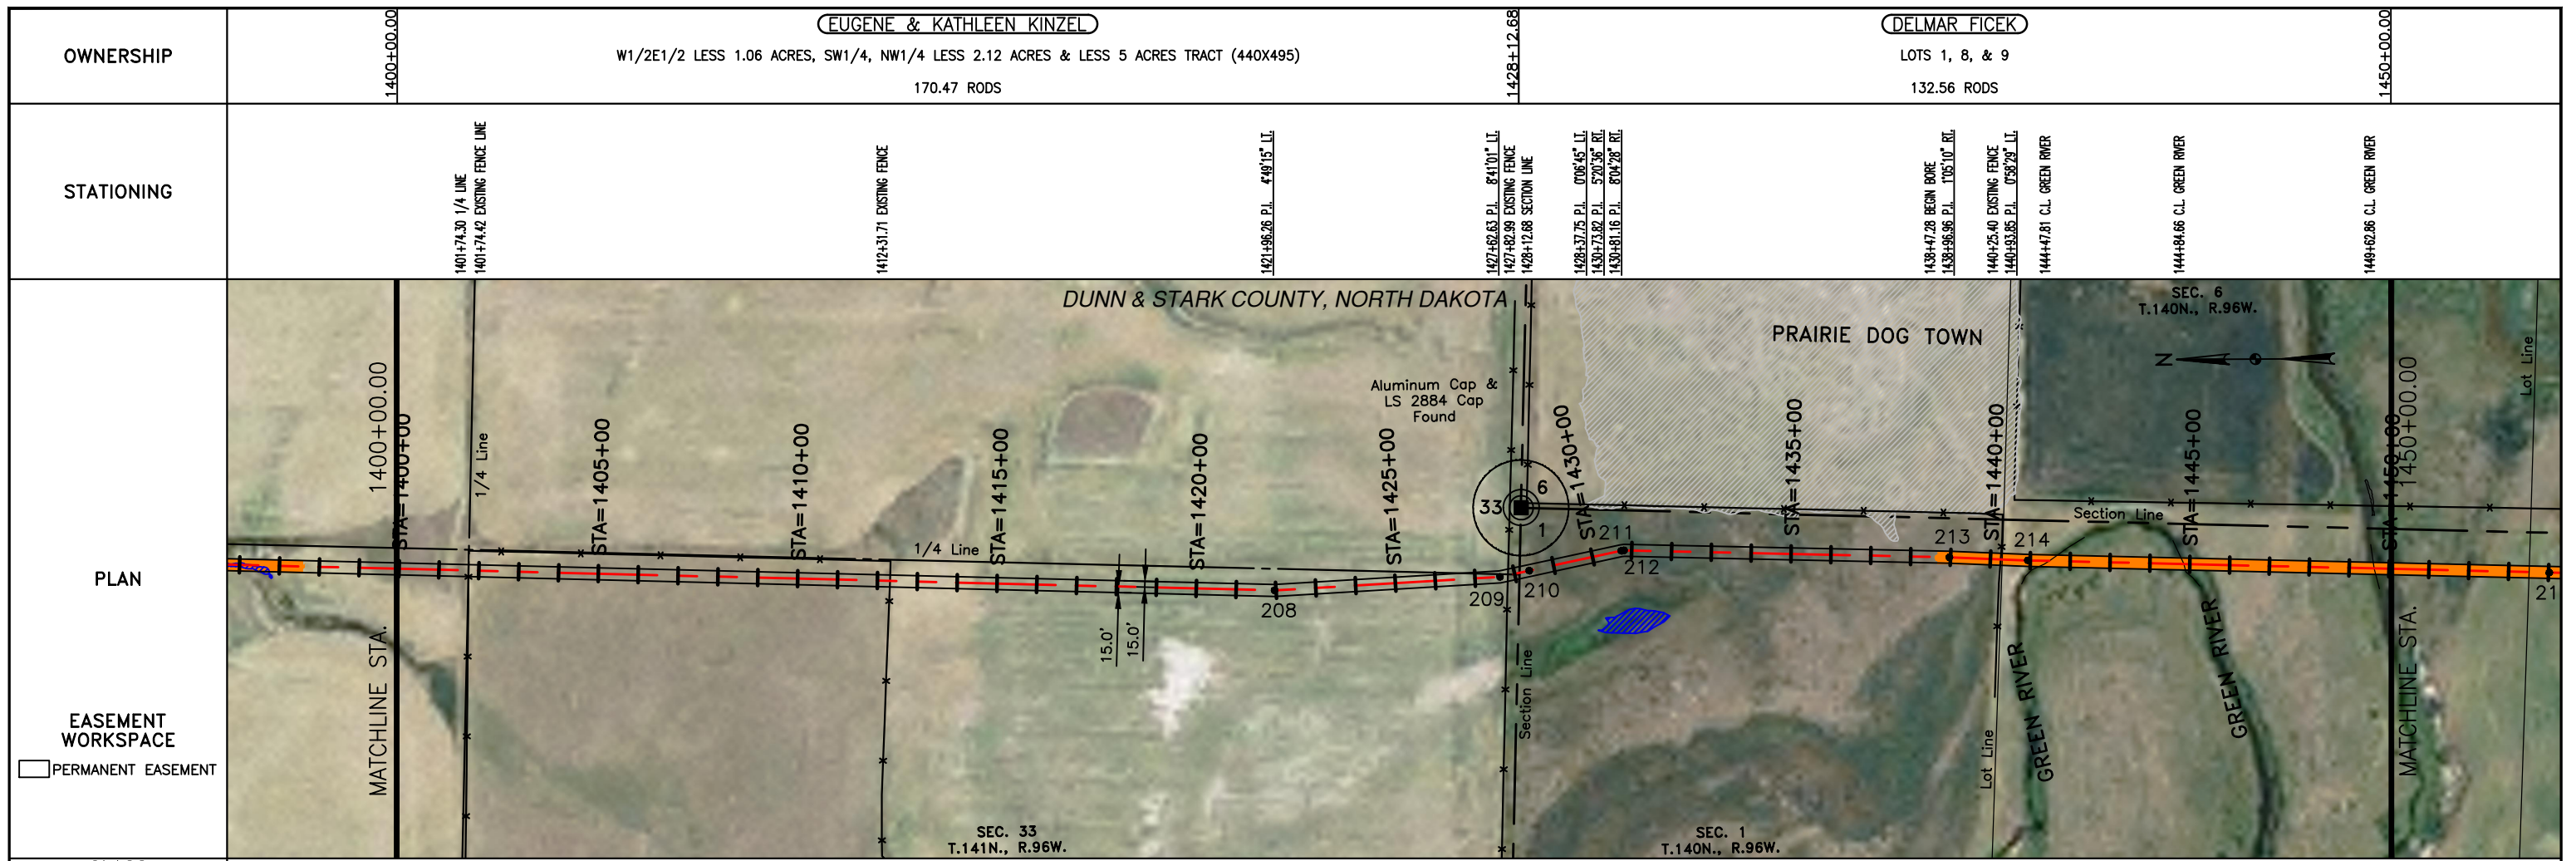 OWNERSHIP
1400+00.00
EUGENE & KATHLEEN KINZEL
W1/2E1/2 LESS 1.06 ACRES, SW1/4, NW1/4 LESS 2.12 ACRES & LESS 5 ACRES TRACT (440X495)
170.47 RODS
1428+12.68
DELMAR FICEK
LOTS 1, 8, & 9
132.56 RODS
1450+00.00
STATIONING
1401+74.30 1/4 LINE
1401+74.42 EXISTING FENCE LINE
1412+31.71 EXISTING FENCE
1421+96.26 P.I. 4°49'15" LT.
1427+62.63 P.I. 8°41'01" LT.
1427+82.99 EXISTING FENCE
1428+12.68 SECTION LINE
1428+37.75 P.I. 0°06'45" LT.
1430+73.82 P.I. 5°20'36" RT.
1430+81.16 P.I. 8°04'28" RT.
1438+47.28 BEGIN BORE
1438+96.96 P.I. 1°05'10" RT.
1440+25.40 EXISTING FENCE
1440+93.85 P.I. 0°58'29" LT.
1444+47.81 C.L. GREEN RIVER
1444+84.66 C.L. GREEN RIVER
1449+62.86 C.L. GREEN RIVER
PLAN
EASEMENT
WORKSPACE
PERMANENT EASEMENT
DUNN & STARK COUNTY, NORTH DAKOTA
PRAIRIE DOG TOWN
SEC. 6
T.140N., R.96W.
N
Aluminum Cap &
LS 2884 Cap
Found
MATCHLINE STA. 1400+00.00
STA=1400+00
1/4 Line
STA=1405+00
STA=1410+00
1/4 Line
STA=1415+00
STA=1420+00
STA=1425+00
STA=1430+00
STA=1435+00
STA=1440+00
STA=1445+00
STA=1450+00
MATCHLINE STA. 1450+00.00
Lot Line
33
6
1
Section Line
208
209
210
211
212
213
214
21
15.0'
15.0'
Section Line
Lot Line
GREEN RIVER
GREEN RIVER
SEC. 33
T.141N., R.96W.
SEC. 1
T.140N., R.96W.